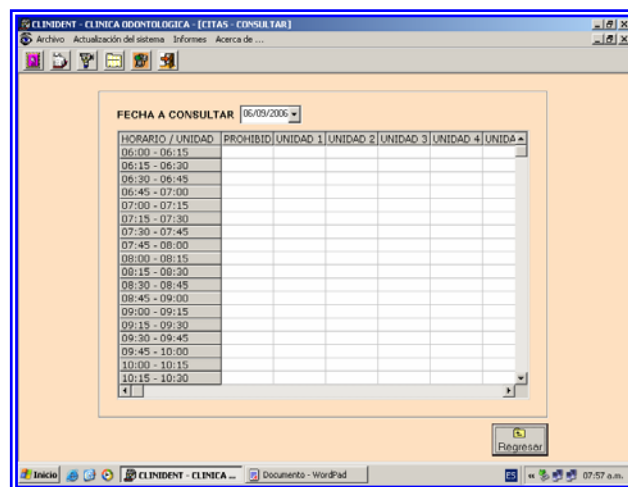 CLINIDENT - CLINICA ODONTOLOGICA - [CITAS - CONSULTAR]
Archivo Actualización del sistema Informes Acerca de ...
FECHA A CONSULTAR 06/09/2006
HORARIO / UNIDAD PROHIBID UNIDAD 1 UNIDAD 2 UNIDAD 3 UNIDAD 4 UNIDA
06:00 - 06:15
06:15 - 06:30
06:30 - 06:45
06:45 - 07:00
07:00 - 07:15
07:15 - 07:30
07:30 - 07:45
07:45 - 08:00
08:00 - 08:15
08:15 - 08:30
08:30 - 08:45
08:45 - 09:00
09:00 - 09:15
09:15 - 09:30
09:30 - 09:45
09:45 - 10:00
10:00 - 10:15
10:15 - 10:30
Regresar
Inicio CLINIDENT - CLINICA ... Documento - WordPad ES « 07:57 a.m.